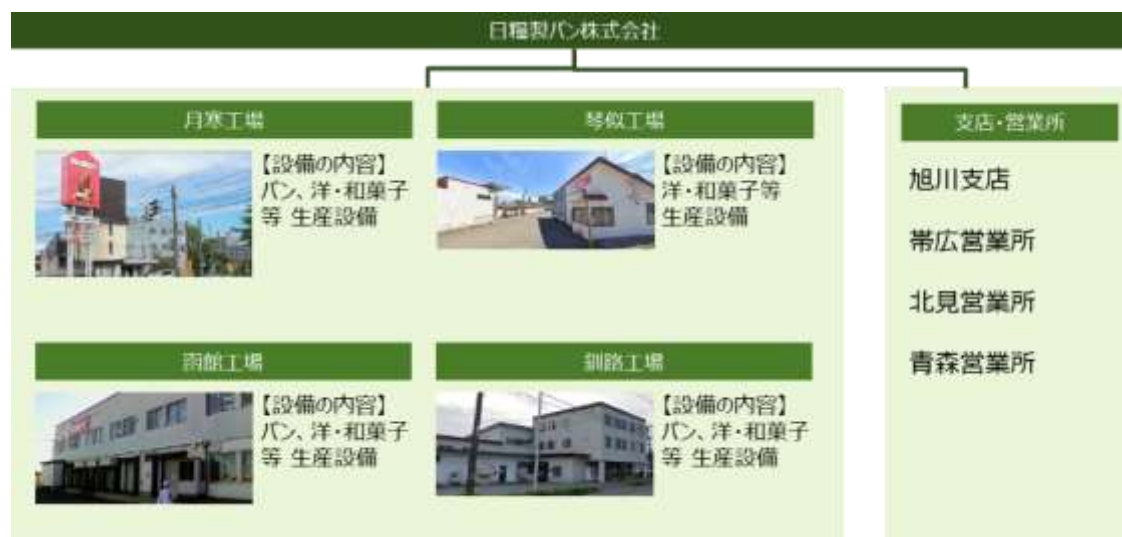 日糧製パン株式会社
月寒工場
【設備の内容】
パン、洋・和菓子
等 生産設備
琴似工場
【設備の内容】
洋・和菓子等
生産設備
函館工場
【設備の内容】
パン、洋・和菓子
等 生産設備
釧路工場
【設備の内容】
パン、洋・和菓子
等 生産設備
支店・営業所
旭川支店
帯広営業所
北見営業所
青森営業所